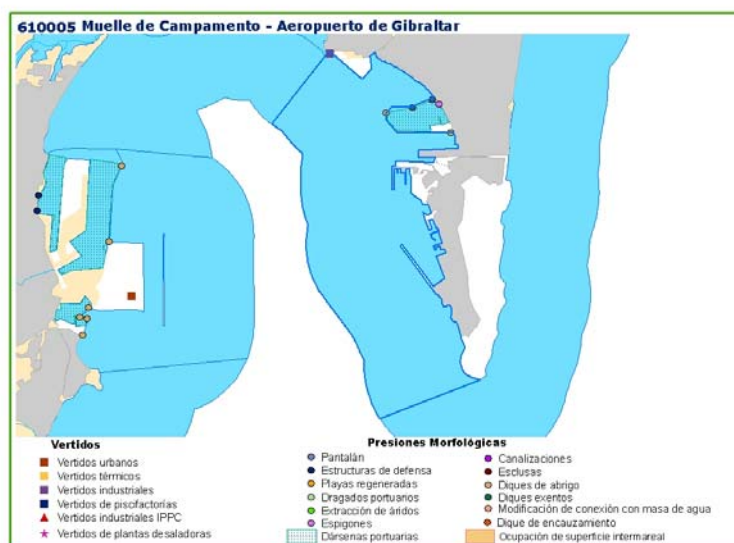 610005 Muelle de Campamento - Aeropuerto de Gibraltar
Vertidos
Vertidos urbanos
Vertidos térmicos
Vertidos industriales
Vertidos de piscifactorías
Vertidos industriales IPPC
Vertidos de plantas desaladoras
Presiones Morfológicas
Pantalán
Estructuras de defensa
Playas regeneradas
Dragados portuarios
Extracción de áridos
Espigones
Dársenas portuarias
Canalizaciones
Esclusas
Diques de abrigo
Diques exentos
Modificación de conexión con masa de agua
Dique de encauzamiento
Ocupación de superficie intermareal